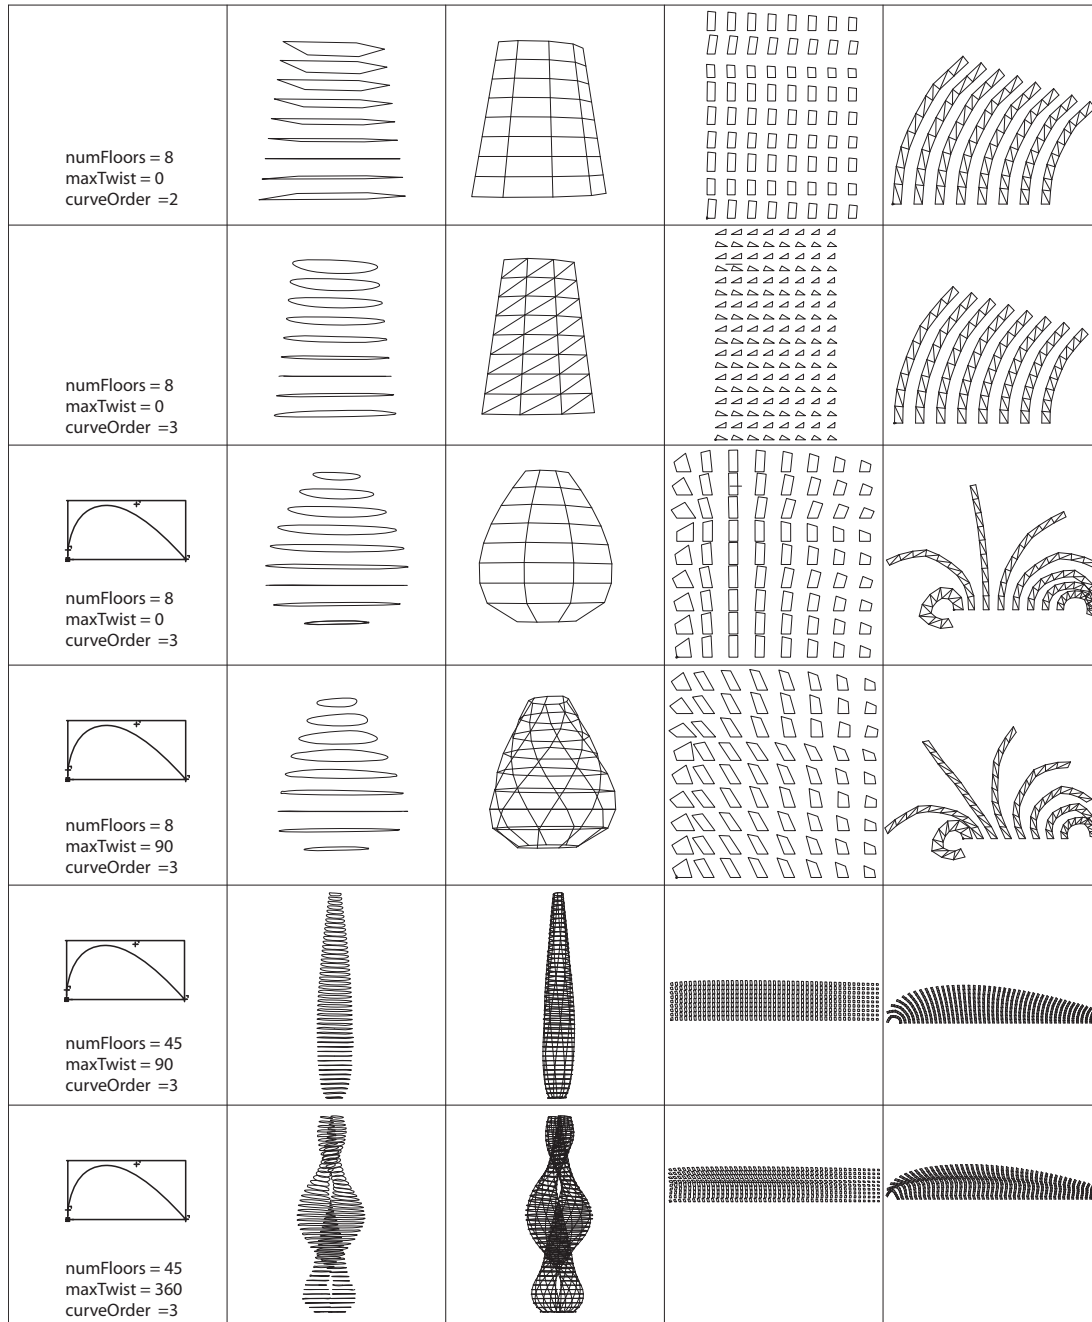 numFloors = 8
maxTwist = 0
curveOrder =2
numFloors = 8
maxTwist = 0
curveOrder =3
numFloors = 8
maxTwist = 0
curveOrder =3
numFloors = 8
maxTwist = 90
curveOrder =3
numFloors = 45
maxTwist = 90
curveOrder =3
numFloors = 45
maxTwist = 360
curveOrder =3